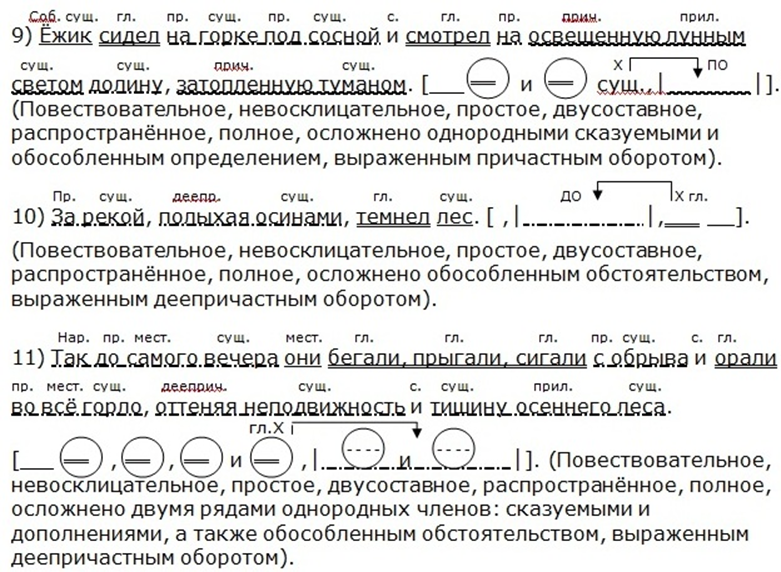 Соб. сущ. гл. пр. сущ. пр. сущ. с. гл. пр. прич. прил.
9) Ёжик сидел на горке под сосной и смотрел на освещенную лунным
сущ. сущ. прич. сущ. Х ПО
светом долину, затопленную туманом. [ и сущ., | | ].
(Повествовательное, невосклицательное, простое, двусоставное,
распространённое, полное, осложнено однородными сказуемыми и
обособленным определением, выраженным причастным оборотом).
Пр. сущ. деепр. сущ. гл. сущ. ДО Х гл.
10) За рекой, полыхая осинами, темнел лес. [ ,| |, ].
(Повествовательное, невосклицательное, простое, двусоставное,
распространённое, полное, осложнено обособленным обстоятельством,
выраженным деепричастным оборотом).
Нар. пр. мест. сущ. мест. гл. гл. гл. пр. сущ. с. гл.
11) Так до самого вечера они бегали, прыгали, сигали с обрыва и орали
пр. мест. сущ. дееприч. сущ. с. сущ. прил. сущ.
во всё горло, оттеняя неподвижность и тишину осеннего леса.
гл.Х
[ , , и ,| и |]. (Повествовательное,
невосклицательное, простое, двусоставное, распространённое, полное,
осложнено двумя рядами однородных членов: сказуемыми и
дополнениями, а также обособленным обстоятельством, выраженным
деепричастным оборотом).